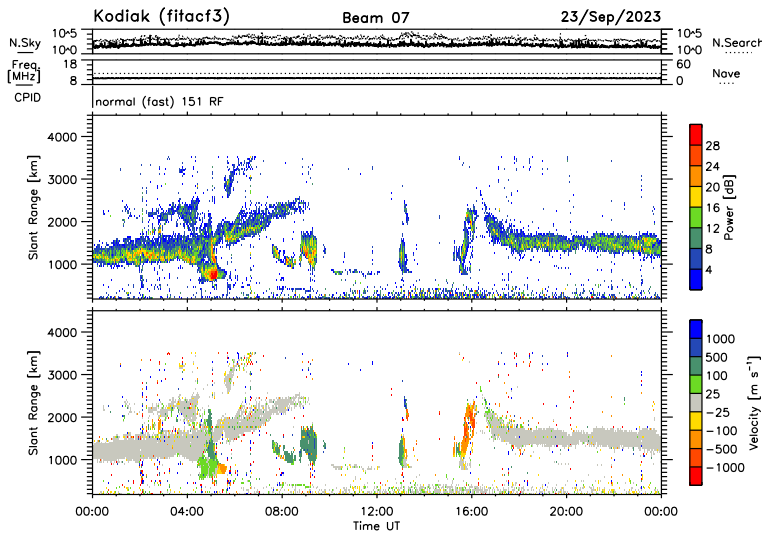 Kodiak (fitacf3) Beam 07 23/Sep/2023
N.Sky 10+5 10+0 10+5 10+0 N.Search
Freq. [MHz] 18 8 60 0 Nave
CPID normal (fast) 151 RF
4000
3000
2000
1000
Slant Range [km]
28
24
20
16
12
8
4
Power [dB]
4000
3000
2000
1000
Slant Range [km]
1000
500
100
25
-25
-100
-500
-1000
Velocity [m s⁻¹]
00:00 04:00 08:00 12:00 16:00 20:00 00:00
Time UT